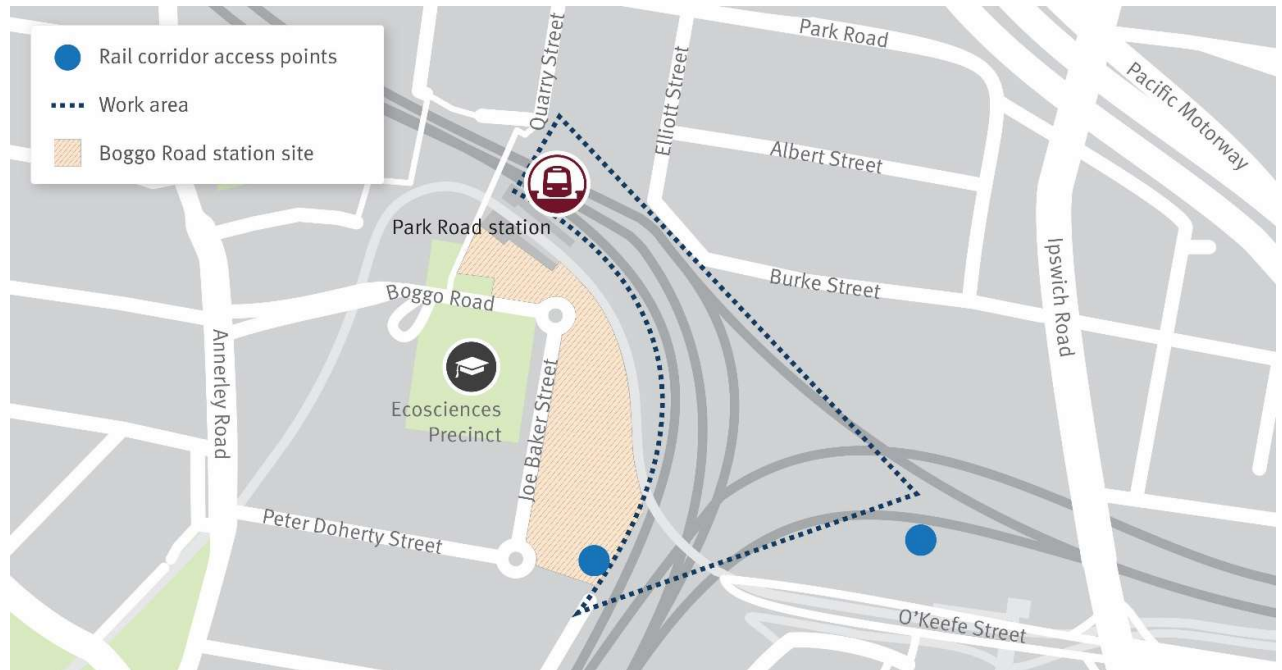 Rail corridor access points
Work area
Boggo Road station site
Quarry Street
Elliott Street
Park Road
Pacific Motorway
Albert Street
Park Road station
Burke Street
Ipswich Road
Boggo Road
Annerley Road
Ecosciences
Precinct
Joe Baker Street
Peter Doherty Street
O'Keefe Street